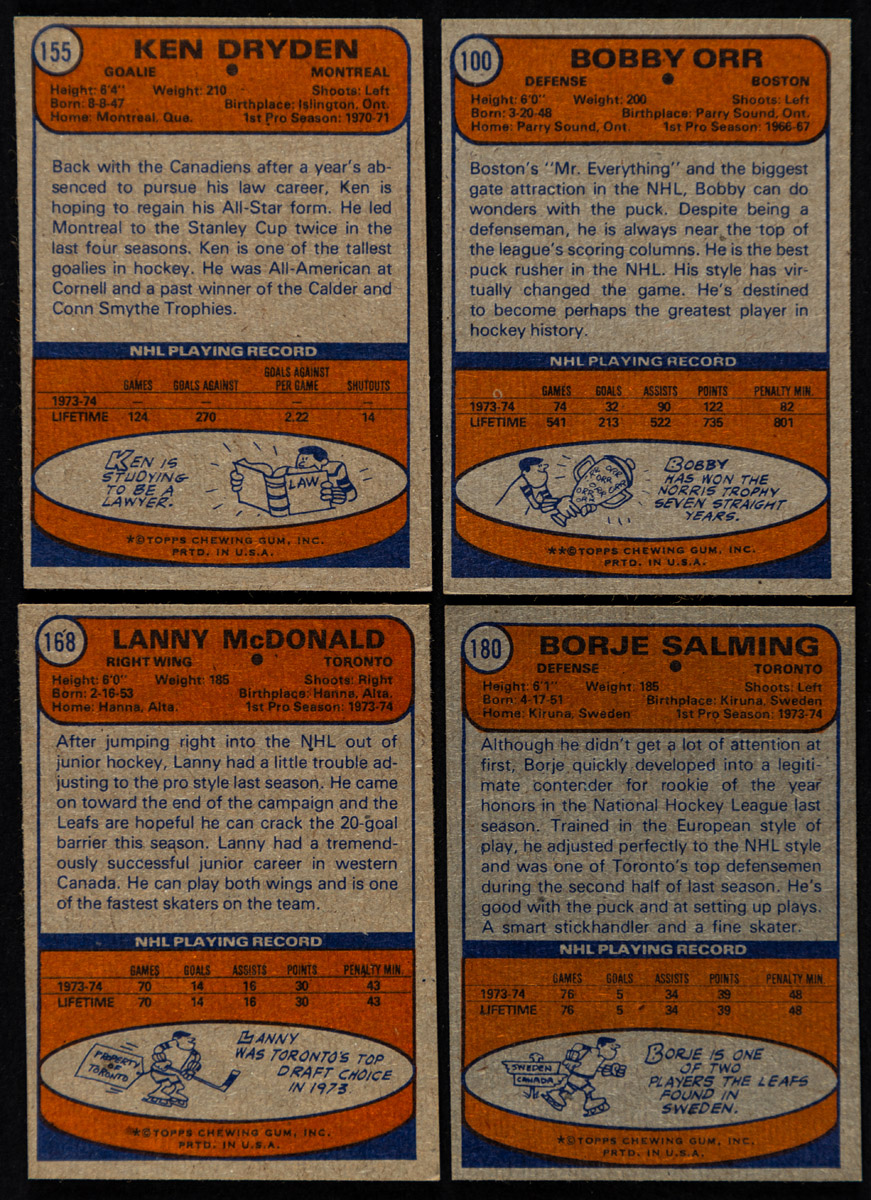 155
KEN DRYDEN
GOALIE ● MONTREAL
Height: 6'4" Weight: 210 Shoots: Left
Born: 8-8-47 Birthplace: Islington, Ont.
Home: Montreal, Que. 1st Pro Season: 1970-71
Back with the Canadiens after a year's ab-
senced to pursue his law career, Ken is
hoping to regain his All-Star form. He led
Montreal to the Stanley Cup twice in the
last four seasons. Ken is one of the tallest
goalies in hockey. He was All-American at
Cornell and a past winner of the Calder and
Conn Smythe Trophies.
NHL PLAYING RECORD
GAMES GOALS AGAINST GOALS AGAINST PER GAME SHUTOUTS
1973-74 — — — —
LIFETIME 124 270 2.22 14
KEN IS
STUDYING
TO BE A
LAWYER.
LAW
*©TOPPS CHEWING GUM, INC.
PRTD. IN U.S.A.
100
BOBBY ORR
DEFENSE ● BOSTON
Height: 6'0" Weight: 200 Shoots: Left
Born: 3-20-48 Birthplace: Parry Sound, Ont.
Home: Parry Sound, Ont. 1st Pro Season: 1966-67
Boston's "Mr. Everything" and the biggest
gate attraction in the NHL, Bobby can do
wonders with the puck. Despite being a
defenseman, he is always near the top of
the league's scoring columns. He is the best
puck rusher in the NHL. His style has vir-
tually changed the game. He's destined
to become perhaps the greatest player in
hockey history.
NHL PLAYING RECORD
GAMES GOALS ASSISTS POINTS PENALTY MIN.
1973-74 74 32 90 122 82
LIFETIME 541 213 522 735 801
ORR ORR
ORR ORR
ORR ORR
ORR
BOBBY
HAS WON THE
NORRIS TROPHY
SEVEN STRAIGHT
YEARS.
**©TOPPS CHEWING GUM, INC.
PRTD. IN U.S.A.
168
LANNY McDONALD
RIGHT WING ● TORONTO
Height: 6'0" Weight: 185 Shoots: Right
Born: 2-16-53 Birthplace: Hanna, Alta.
Home: Hanna, Alta. 1st Pro Season: 1973-74
After jumping right into the NHL out of
junior hockey, Lanny had a little trouble ad-
justing to the pro style last season. He came
on toward the end of the campaign and the
Leafs are hopeful he can crack the 20-goal
barrier this season. Lanny had a tremend-
ously successful junior career in western
Canada. He can play both wings and is one
of the fastest skaters on the team.
NHL PLAYING RECORD
GAMES GOALS ASSISTS POINTS PENALTY MIN.
1973-74 70 14 16 30 43
LIFETIME 70 14 16 30 43
PROPERTY
OF
TORONTO
LANNY
WAS TORONTO'S TOP
DRAFT CHOICE
IN 1973.
*©TOPPS CHEWING GUM, INC.
PRTD. IN U.S.A.
180
BORJE SALMING
DEFENSE ● TORONTO
Height: 6'1" Weight: 185 Shoots: Left
Born: 4-17-51 Birthplace: Kiruna, Sweden
Home: Kiruna, Sweden 1st Pro Season: 1973-74
Although he didn't get a lot of attention at
first, Borje quickly developed into a legiti-
mate contender for rookie of the year
honors in the National Hockey League last
season. Trained in the European style of
play, he adjusted perfectly to the NHL style
and was one of Toronto's top defensemen
during the second half of last season. He's
good with the puck and at setting up plays.
A smart stickhandler and a fine skater.
NHL PLAYING RECORD
GAMES GOALS ASSISTS POINTS PENALTY MIN.
1973-74 76 5 34 39 48
LIFETIME 76 5 34 39 48
SWEDEN
CANADA
BORJE IS ONE
OF TWO
PLAYERS THE LEAFS
FOUND IN
SWEDEN.
*©TOPPS CHEWING GUM, INC.
PRTD. IN U.S.A.